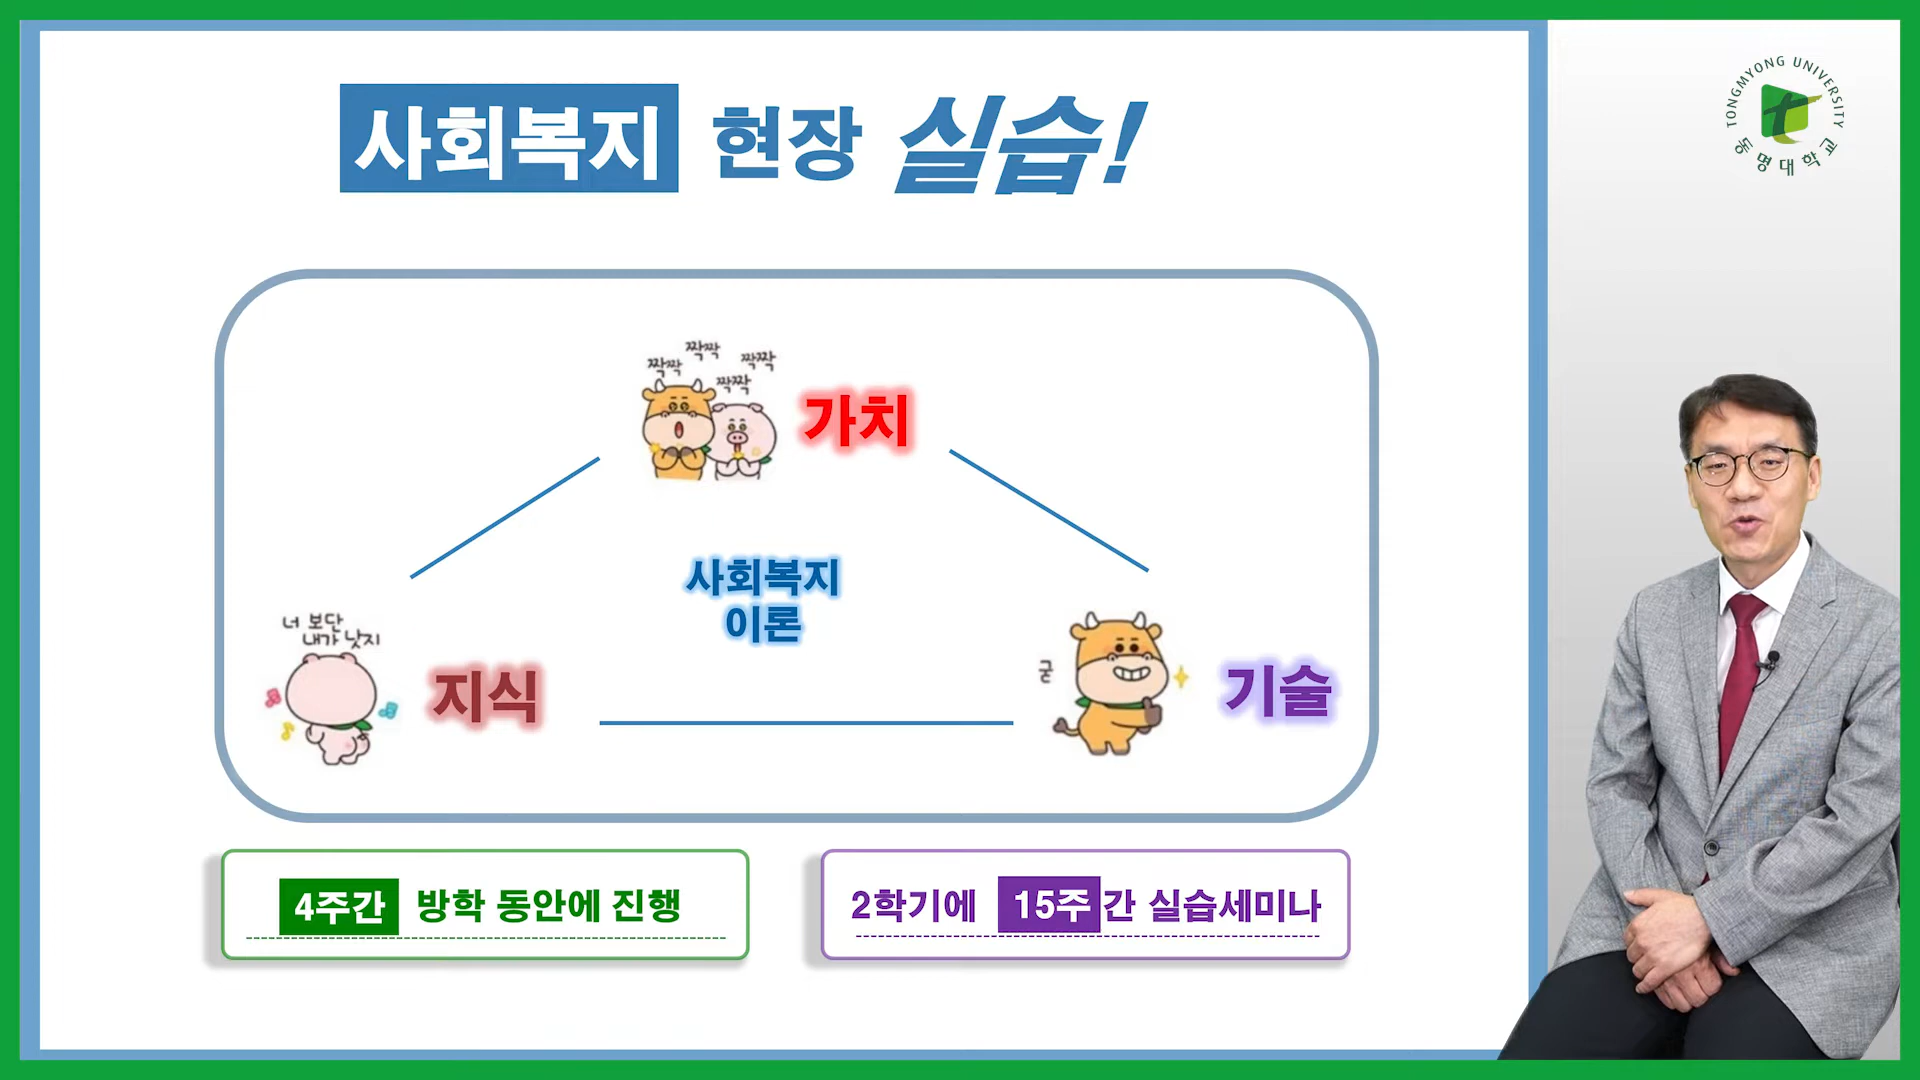 사회복지 현장 실습!
TONGMYONG UNIVERSITY
동명대학교
짝짝 짝짝 짝짝
짝짝
가치
사회복지
이론
너 보단
내가 낫지
지식
굳
기술
4주간 방학 동안에 진행
2학기에 15주간 실습세미나